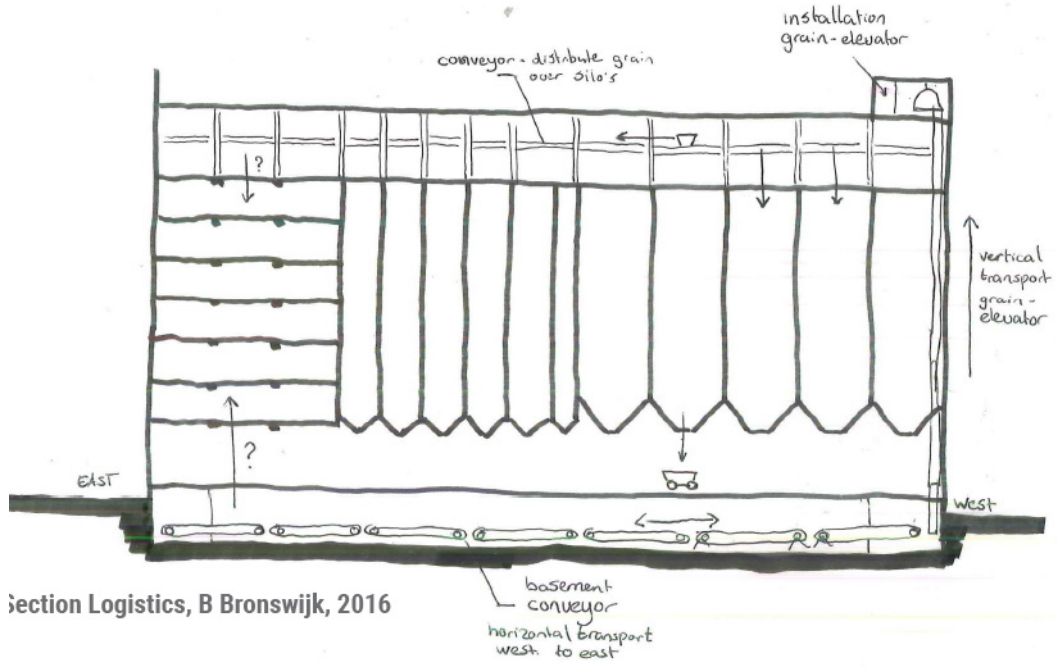 installation
grain-elevator
conveyor - distribute grain
over silo's
?
vertical
transport
grain-
elevator
?
EAST
West
basement
conveyor
horizontal transport
west to east
Section Logistics, B Bronswijk, 2016